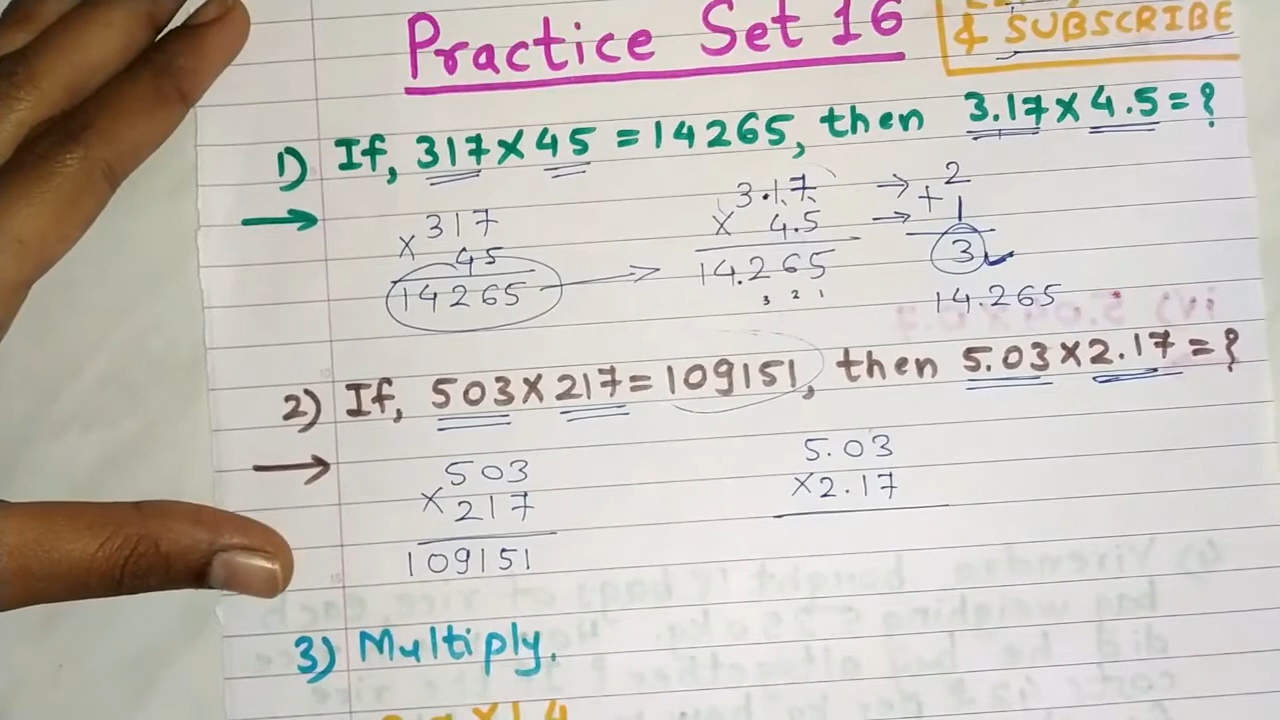 Practice Set 16
& SUBSCRIBE
1) If, 317 × 45 = 14265, then 3.17 × 4.5 = ?
→ 317
× 45
14265
3.17 → 2
× 4.5 → + 1
14.265 3
3 2 1
14.265
2) If, 503 × 217 = 109151, then 5.03 × 2.17 = ?
→ 503
× 217
109151
5.03
× 2.17
3) Multiply.